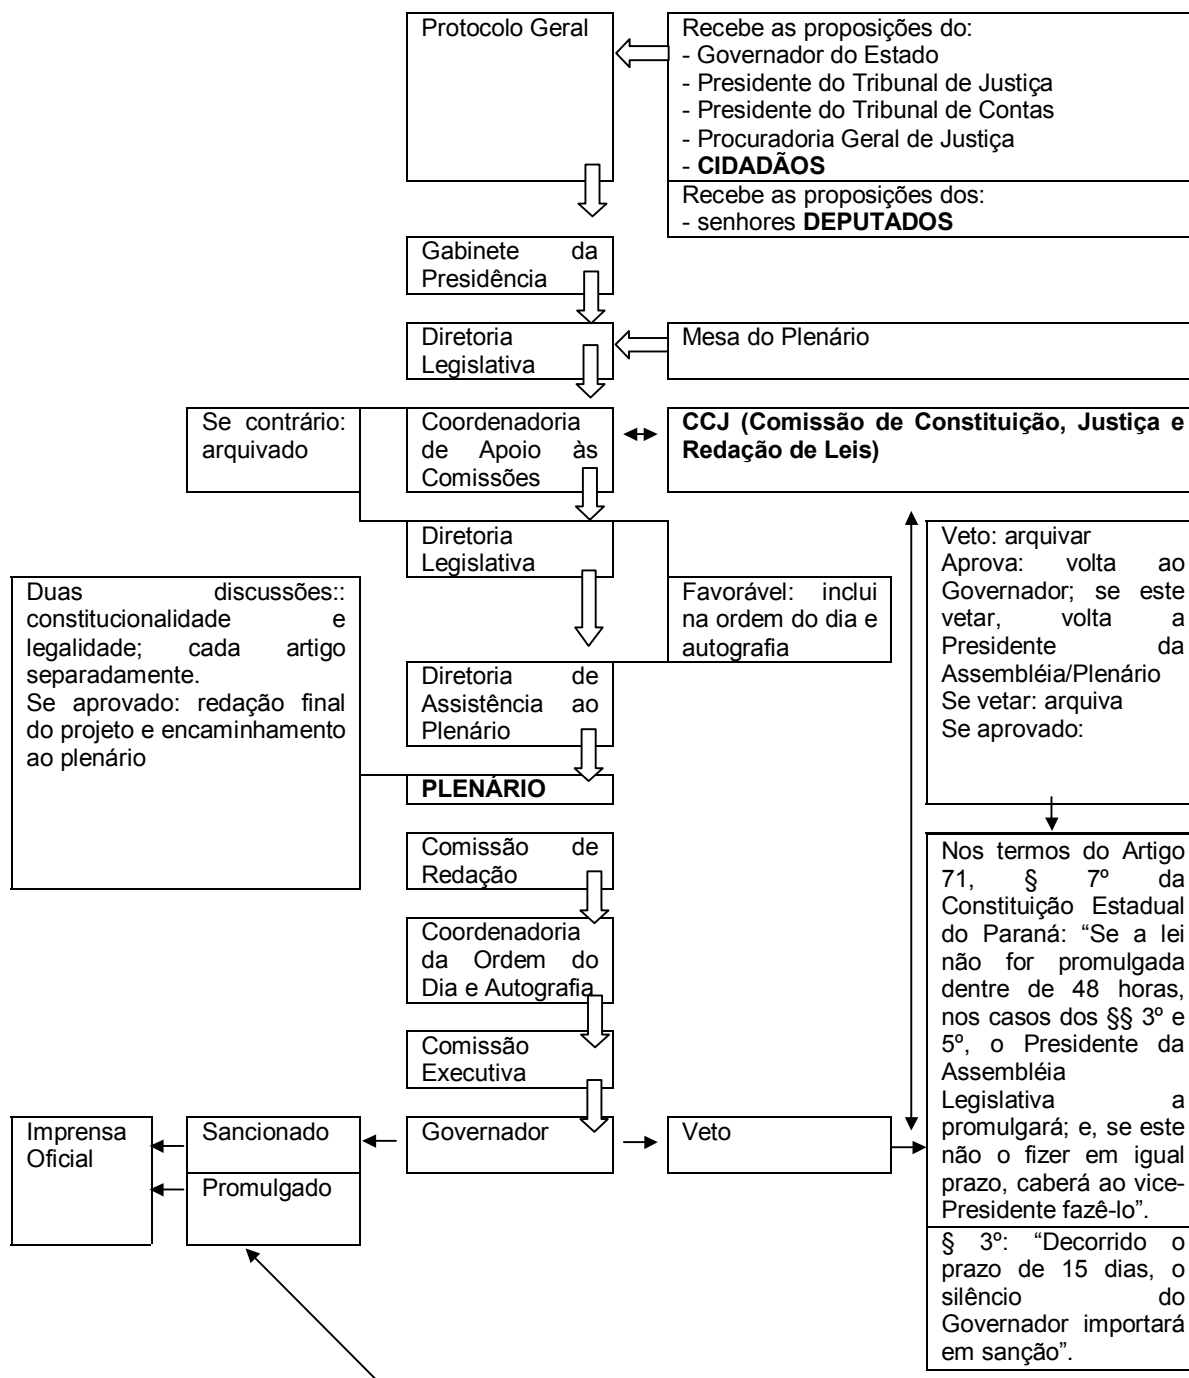 Protocolo Geral
Recebe as proposições do:
- Governador do Estado
- Presidente do Tribunal de Justiça
- Presidente do Tribunal de Contas
- Procuradoria Geral de Justiça
- CIDADÃOS
Recebe as proposições dos:
- senhores DEPUTADOS
Gabinete da
Presidência
Diretoria
Legislativa
Mesa do Plenário
Se contrário:
arquivado
Coordenadoria
de Apoio às
Comissões
CCJ (Comissão de Constituição, Justiça e
Redação de Leis)
Diretoria
Legislativa
Veto: arquivar
Aprova: volta ao
Governador; se este
vetar, volta a
Presidente da
Assembléia/Plenário
Se vetar: arquiva
Se aprovado:
Duas discussões::
constitucionalidade e
legalidade; cada artigo
separadamente.
Se aprovado: redação final
do projeto e encaminhamento
ao plenário
Favorável: inclui
na ordem do dia e
autografia
Diretoria de
Assistência ao
Plenário
PLENÁRIO
Comissão de
Redação
Nos termos do Artigo
71, § 7º da
Constituição Estadual
do Paraná: “Se a lei
não for promulgada
dentre de 48 horas,
nos casos dos §§ 3º e
5º, o Presidente da
Assembléia
Legislativa a
promulgará; e, se este
não o fizer em igual
prazo, caberá ao vice-
Presidente fazê-lo”.
§ 3º: “Decorrido o
prazo de 15 dias, o
silêncio do
Governador importará
em sanção”.
Coordenadoria
da Ordem do
Dia e Autografia
Comissão
Executiva
Imprensa
Oficial
Sancionado
Governador
Veto
Promulgado